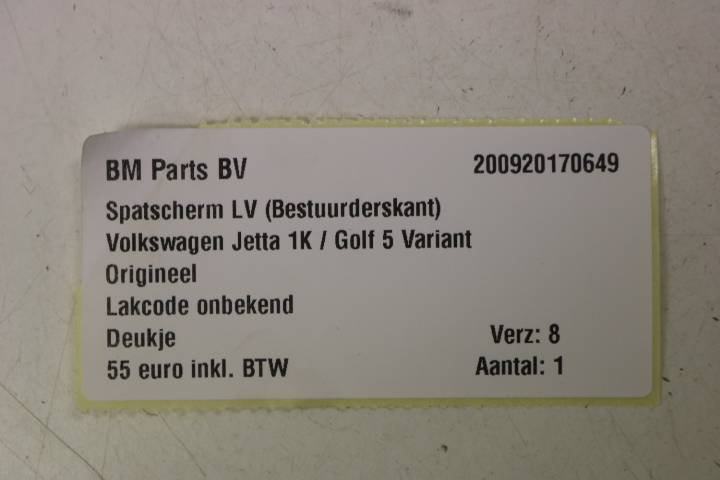 BM Parts BV 200920170649
Spatscherm LV (Bestuurderskant)
Volkswagen Jetta 1K / Golf 5 Variant
Origineel
Lakcode onbekend
Deukje Verz: 8
55 euro inkl. BTW Aantal: 1